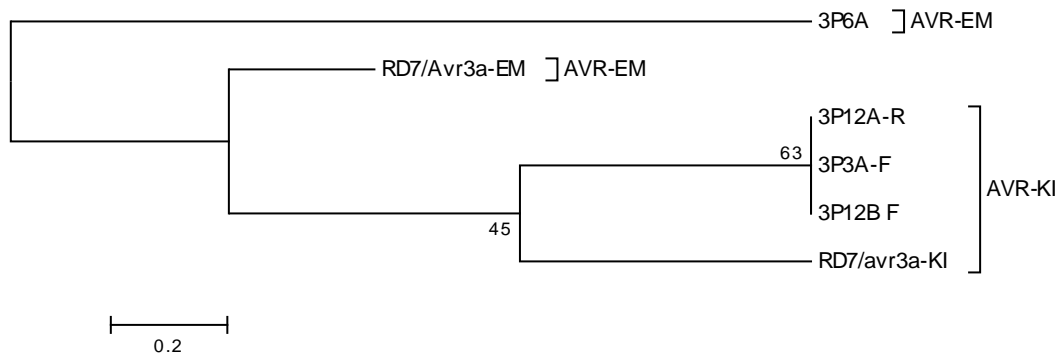 3P6A AVR-EM
RD7/Avr3a-EM AVR-EM
3P12A-R
63
3P3A-F
AVR-KI
3P12B F
45
RD7/avr3a-KI
0.2